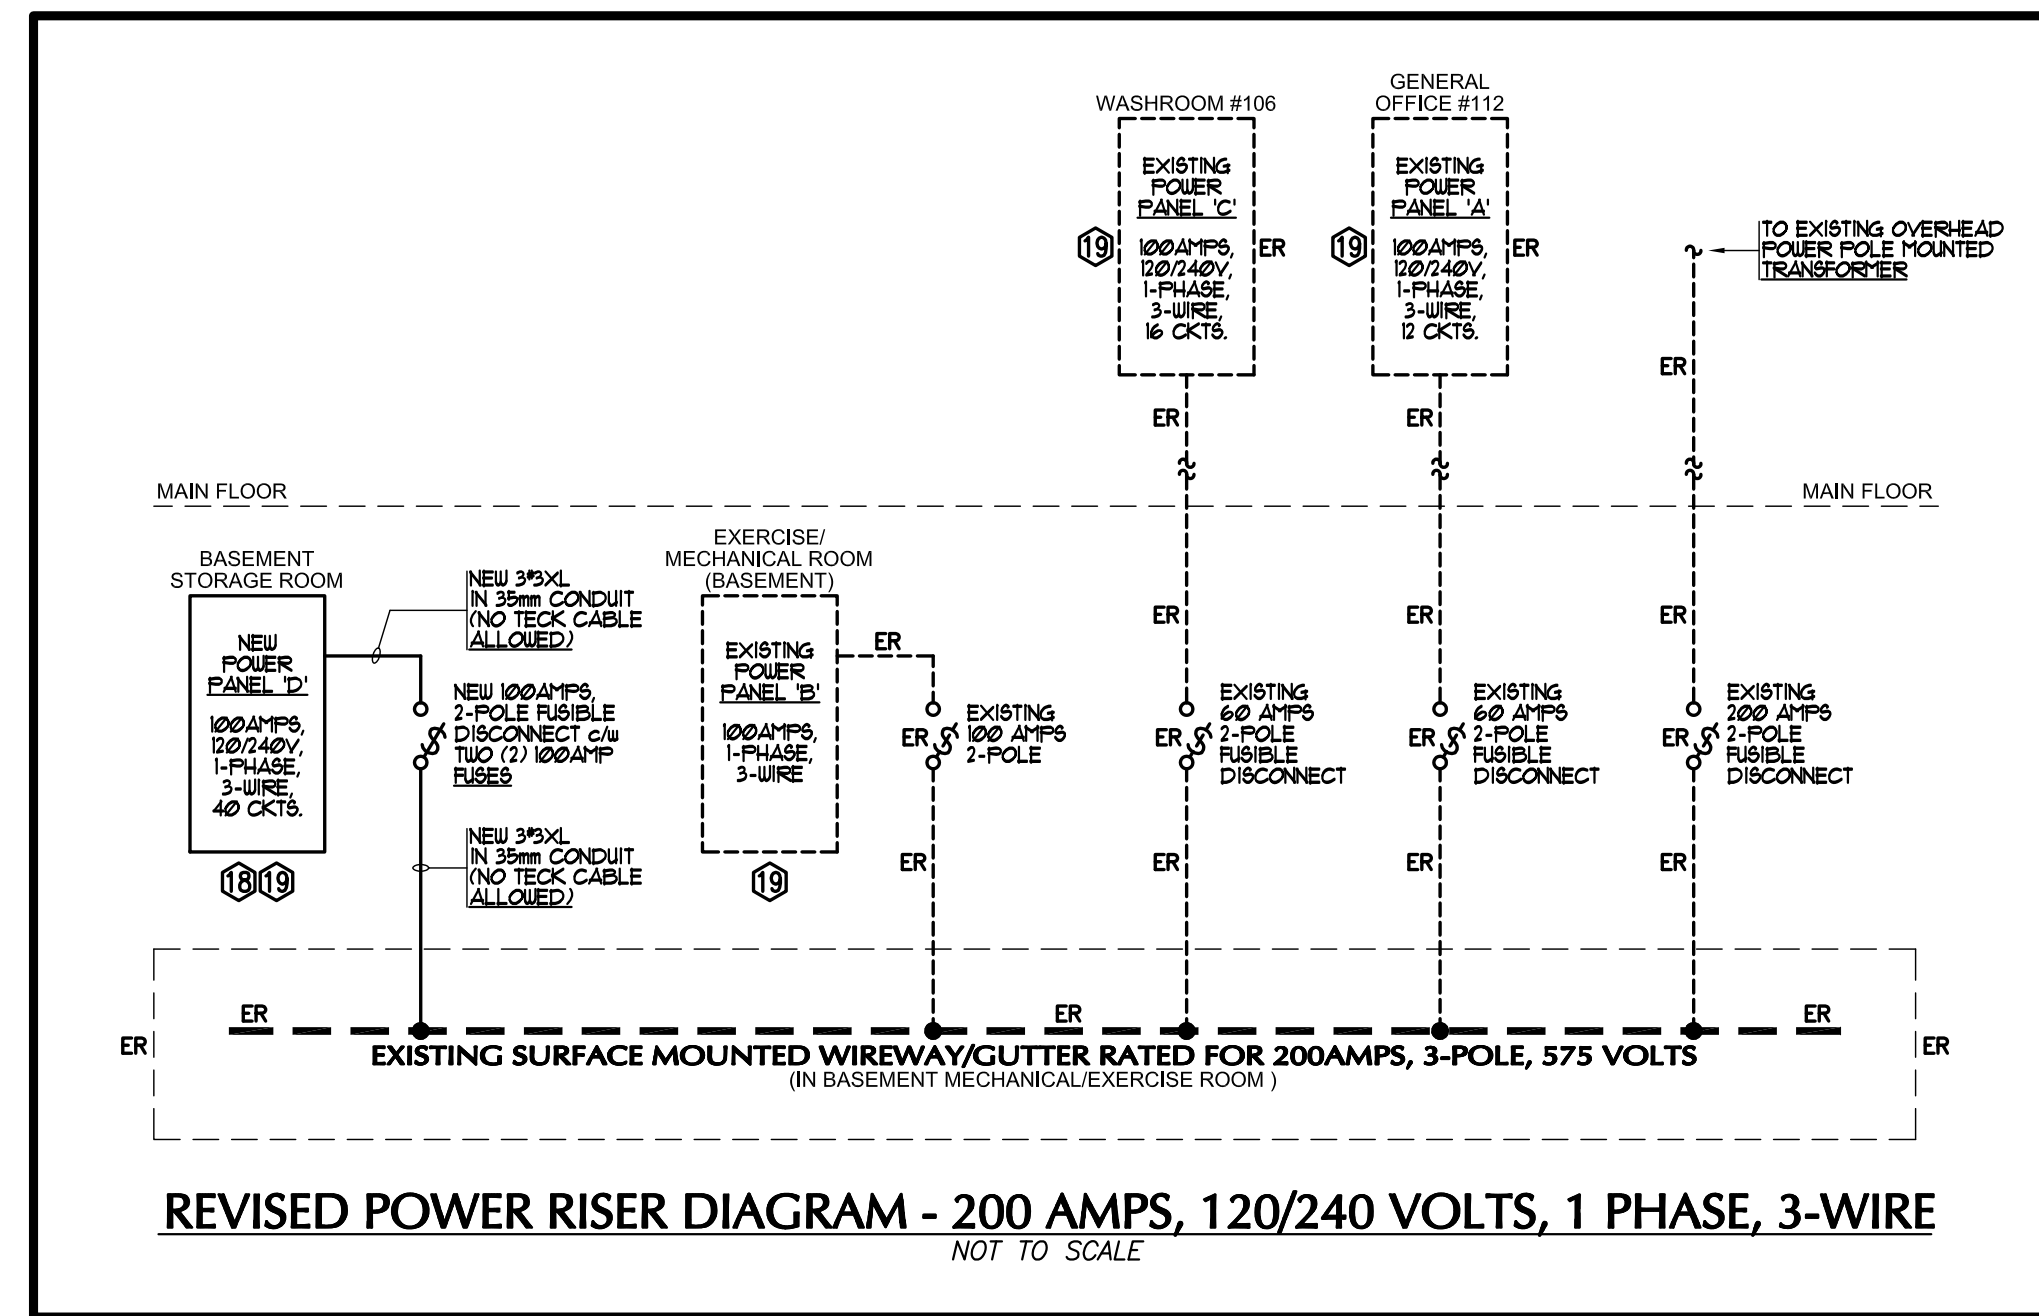 WASHROOM #106
EXISTING
POWER
PANEL 'C'
100AMPS,
120/240V,
1-PHASE,
3-WIRE,
16 CKTS.
19
ER
GENERAL
OFFICE #112
EXISTING
POWER
PANEL 'A'
100AMPS,
120/240V,
1-PHASE,
3-WIRE,
12 CKTS.
19
ER
TO EXISTING OVERHEAD
POWER POLE MOUNTED
TRANSFORMER
ER
ER
ER
MAIN FLOOR
MAIN FLOOR
BASEMENT
STORAGE ROOM
NEW
POWER
PANEL 'D'
100AMPS,
120/240V,
1-PHASE,
3-WIRE,
40 CKTS.
18 19
NEW 3#3XL
IN 35mm CONDUIT
(NO TECK CABLE
ALLOWED)
NEW 100AMPS,
2-POLE FUSIBLE
DISCONNECT c/w
TWO (2) 100AMP
FUSES
NEW 3#3XL
IN 35mm CONDUIT
(NO TECK CABLE
ALLOWED)
EXERCISE/
MECHANICAL ROOM
(BASEMENT)
EXISTING
POWER
PANEL 'B'
100AMPS,
1-PHASE,
3-WIRE
19
ER
ER
EXISTING
100 AMPS
2-POLE
ER
ER
ER
EXISTING
60 AMPS
2-POLE
FUSIBLE
DISCONNECT
ER
ER
ER
EXISTING
60 AMPS
2-POLE
FUSIBLE
DISCONNECT
ER
ER
ER
EXISTING
200 AMPS
2-POLE
FUSIBLE
DISCONNECT
ER
ER
ER
ER
ER
ER
EXISTING SURFACE MOUNTED WIREWAY/GUTTER RATED FOR 200AMPS, 3-POLE, 575 VOLTS
(IN BASEMENT MECHANICAL/EXERCISE ROOM )
REVISED POWER RISER DIAGRAM - 200 AMPS, 120/240 VOLTS, 1 PHASE, 3-WIRE
NOT TO SCALE